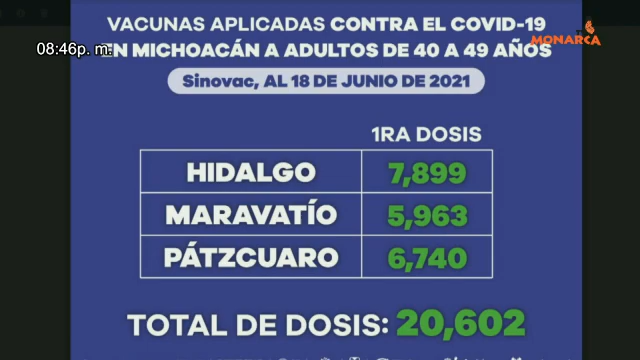 VACUNAS APLICADAS CONTRA EL COVID-19
MONARCA
08:46p. m.
EN MICHOACÁN A ADULTOS DE 40 A 49 AÑOS
Sinovac, AL 18 DE JUNIO DE 2021
1RA DOSIS
HIDALGO 7,899
MARAVATÍO 5,963
PÁTZCUARO 6,740
TOTAL DE DOSIS: 20,602